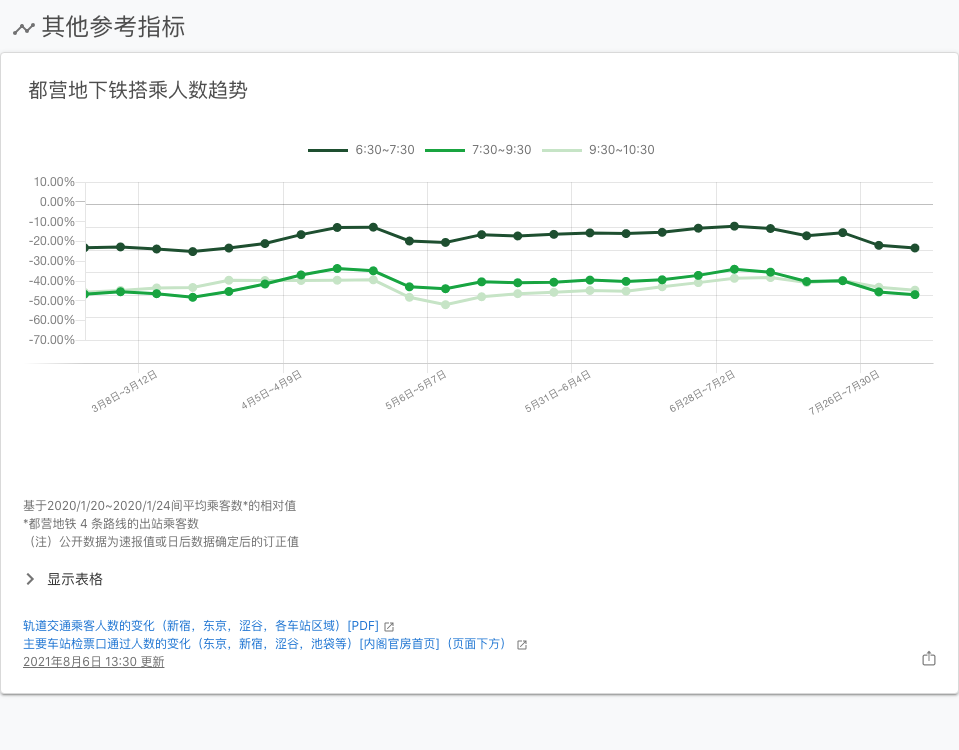 其他参考指标
都营地下铁搭乘人数趋势
6:30~7:30 7:30~9:30 9:30~10:30
10.00%
0.00%
-10.00%
-20.00%
-30.00%
-40.00%
-50.00%
-60.00%
-70.00%
3月8日~3月12日 4月5日~4月9日 5月6日~5月7日 5月31日~6月4日 6月28日~7月2日 7月26日~7月30日
基于2020/1/20~2020/1/24间平均乘客数*的相对值
*都营地铁 4 条路线的出站乘客数
（注）公开数据为速报值或日后数据确定后的订正值
显示表格
轨道交通乘客人数的变化（新宿，东京，涩谷，各车站区域）[PDF]
主要车站检票口通过人数的变化（东京，新宿，涩谷，池袋等）[内阁官房首页]（页面下方）
2021年8月6日 13:30 更新